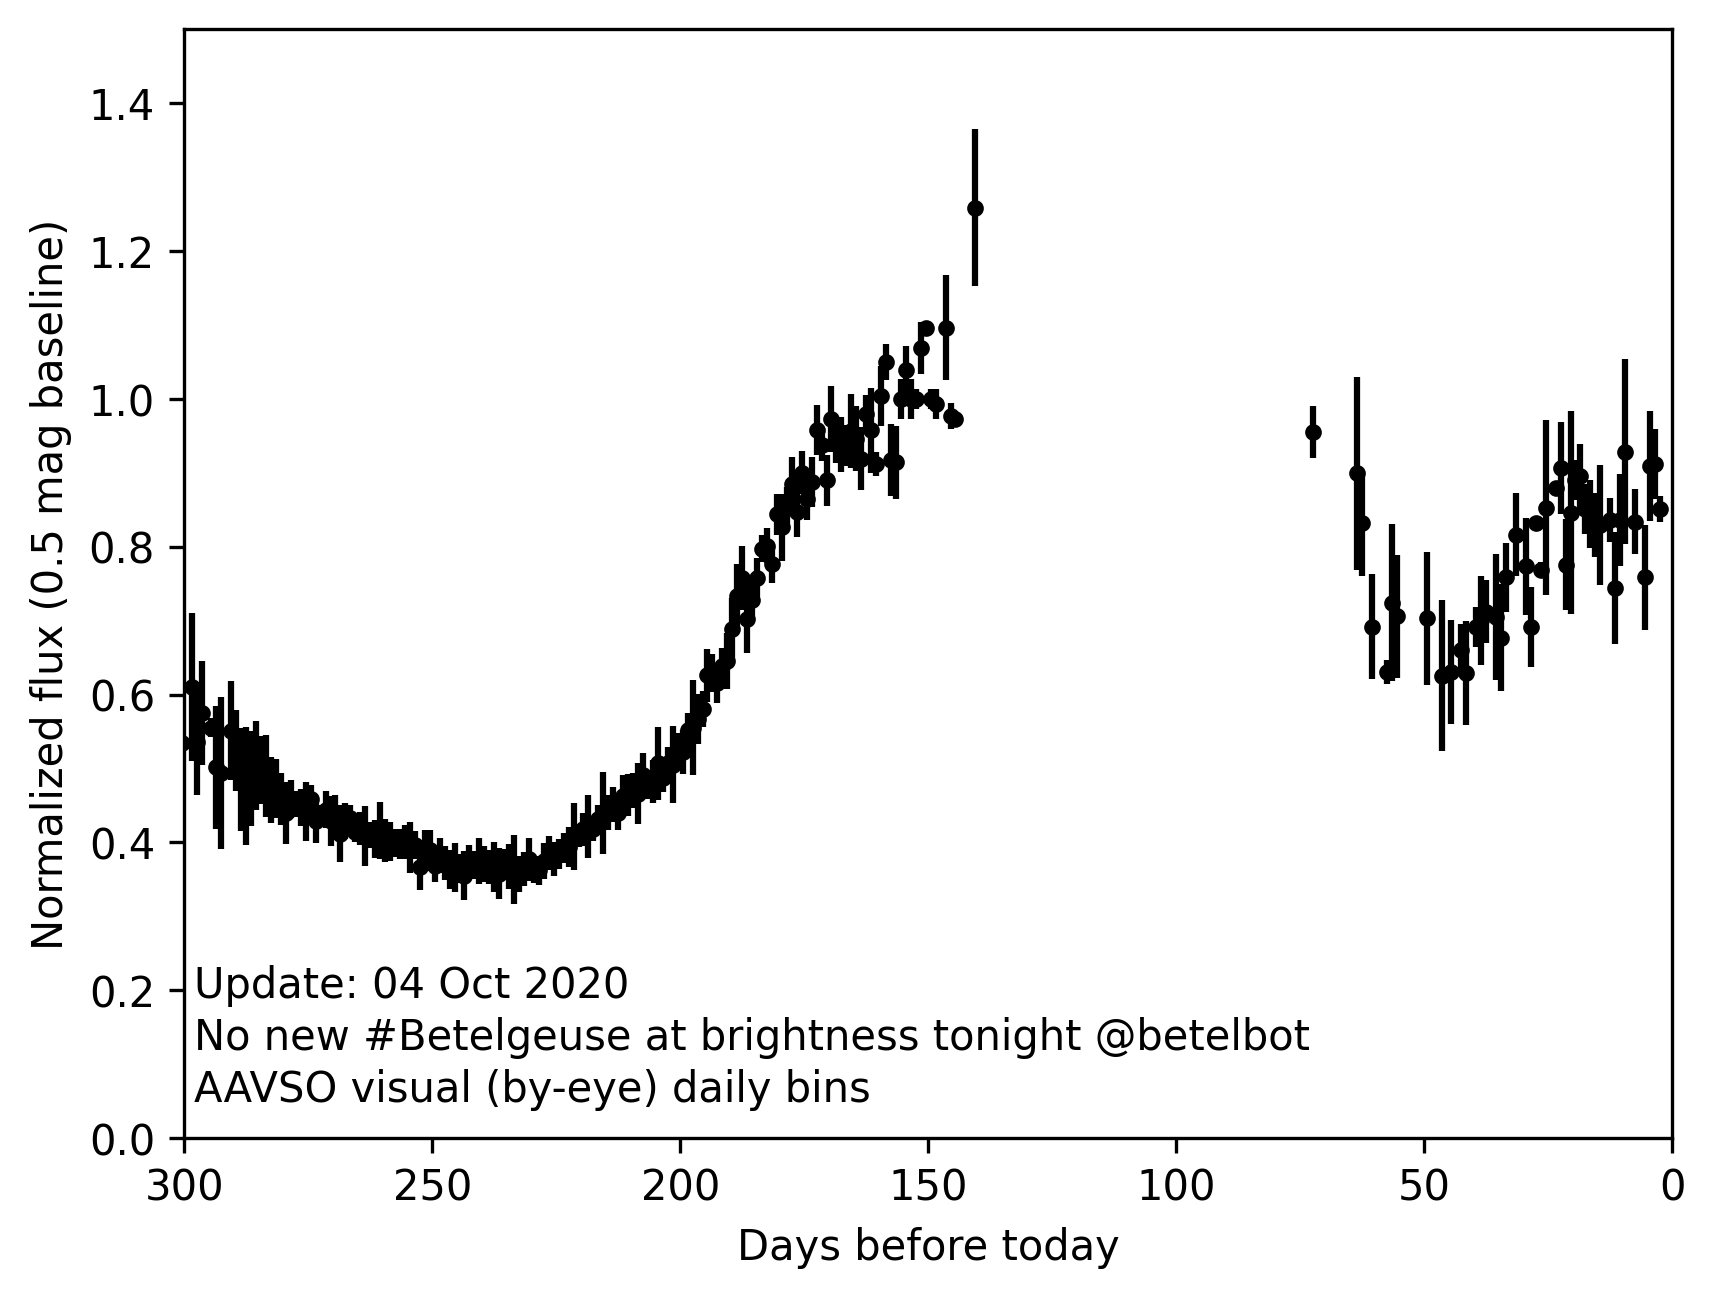 1.4
1.2
1.0
0.8
0.6
0.4
0.2
0.0
Normalized flux (0.5 mag baseline)
Update: 04 Oct 2020
No new #Betelgeuse at brightness tonight @betelbot
AAVSO visual (by-eye) daily bins
300 250 200 150 100 50 0
Days before today